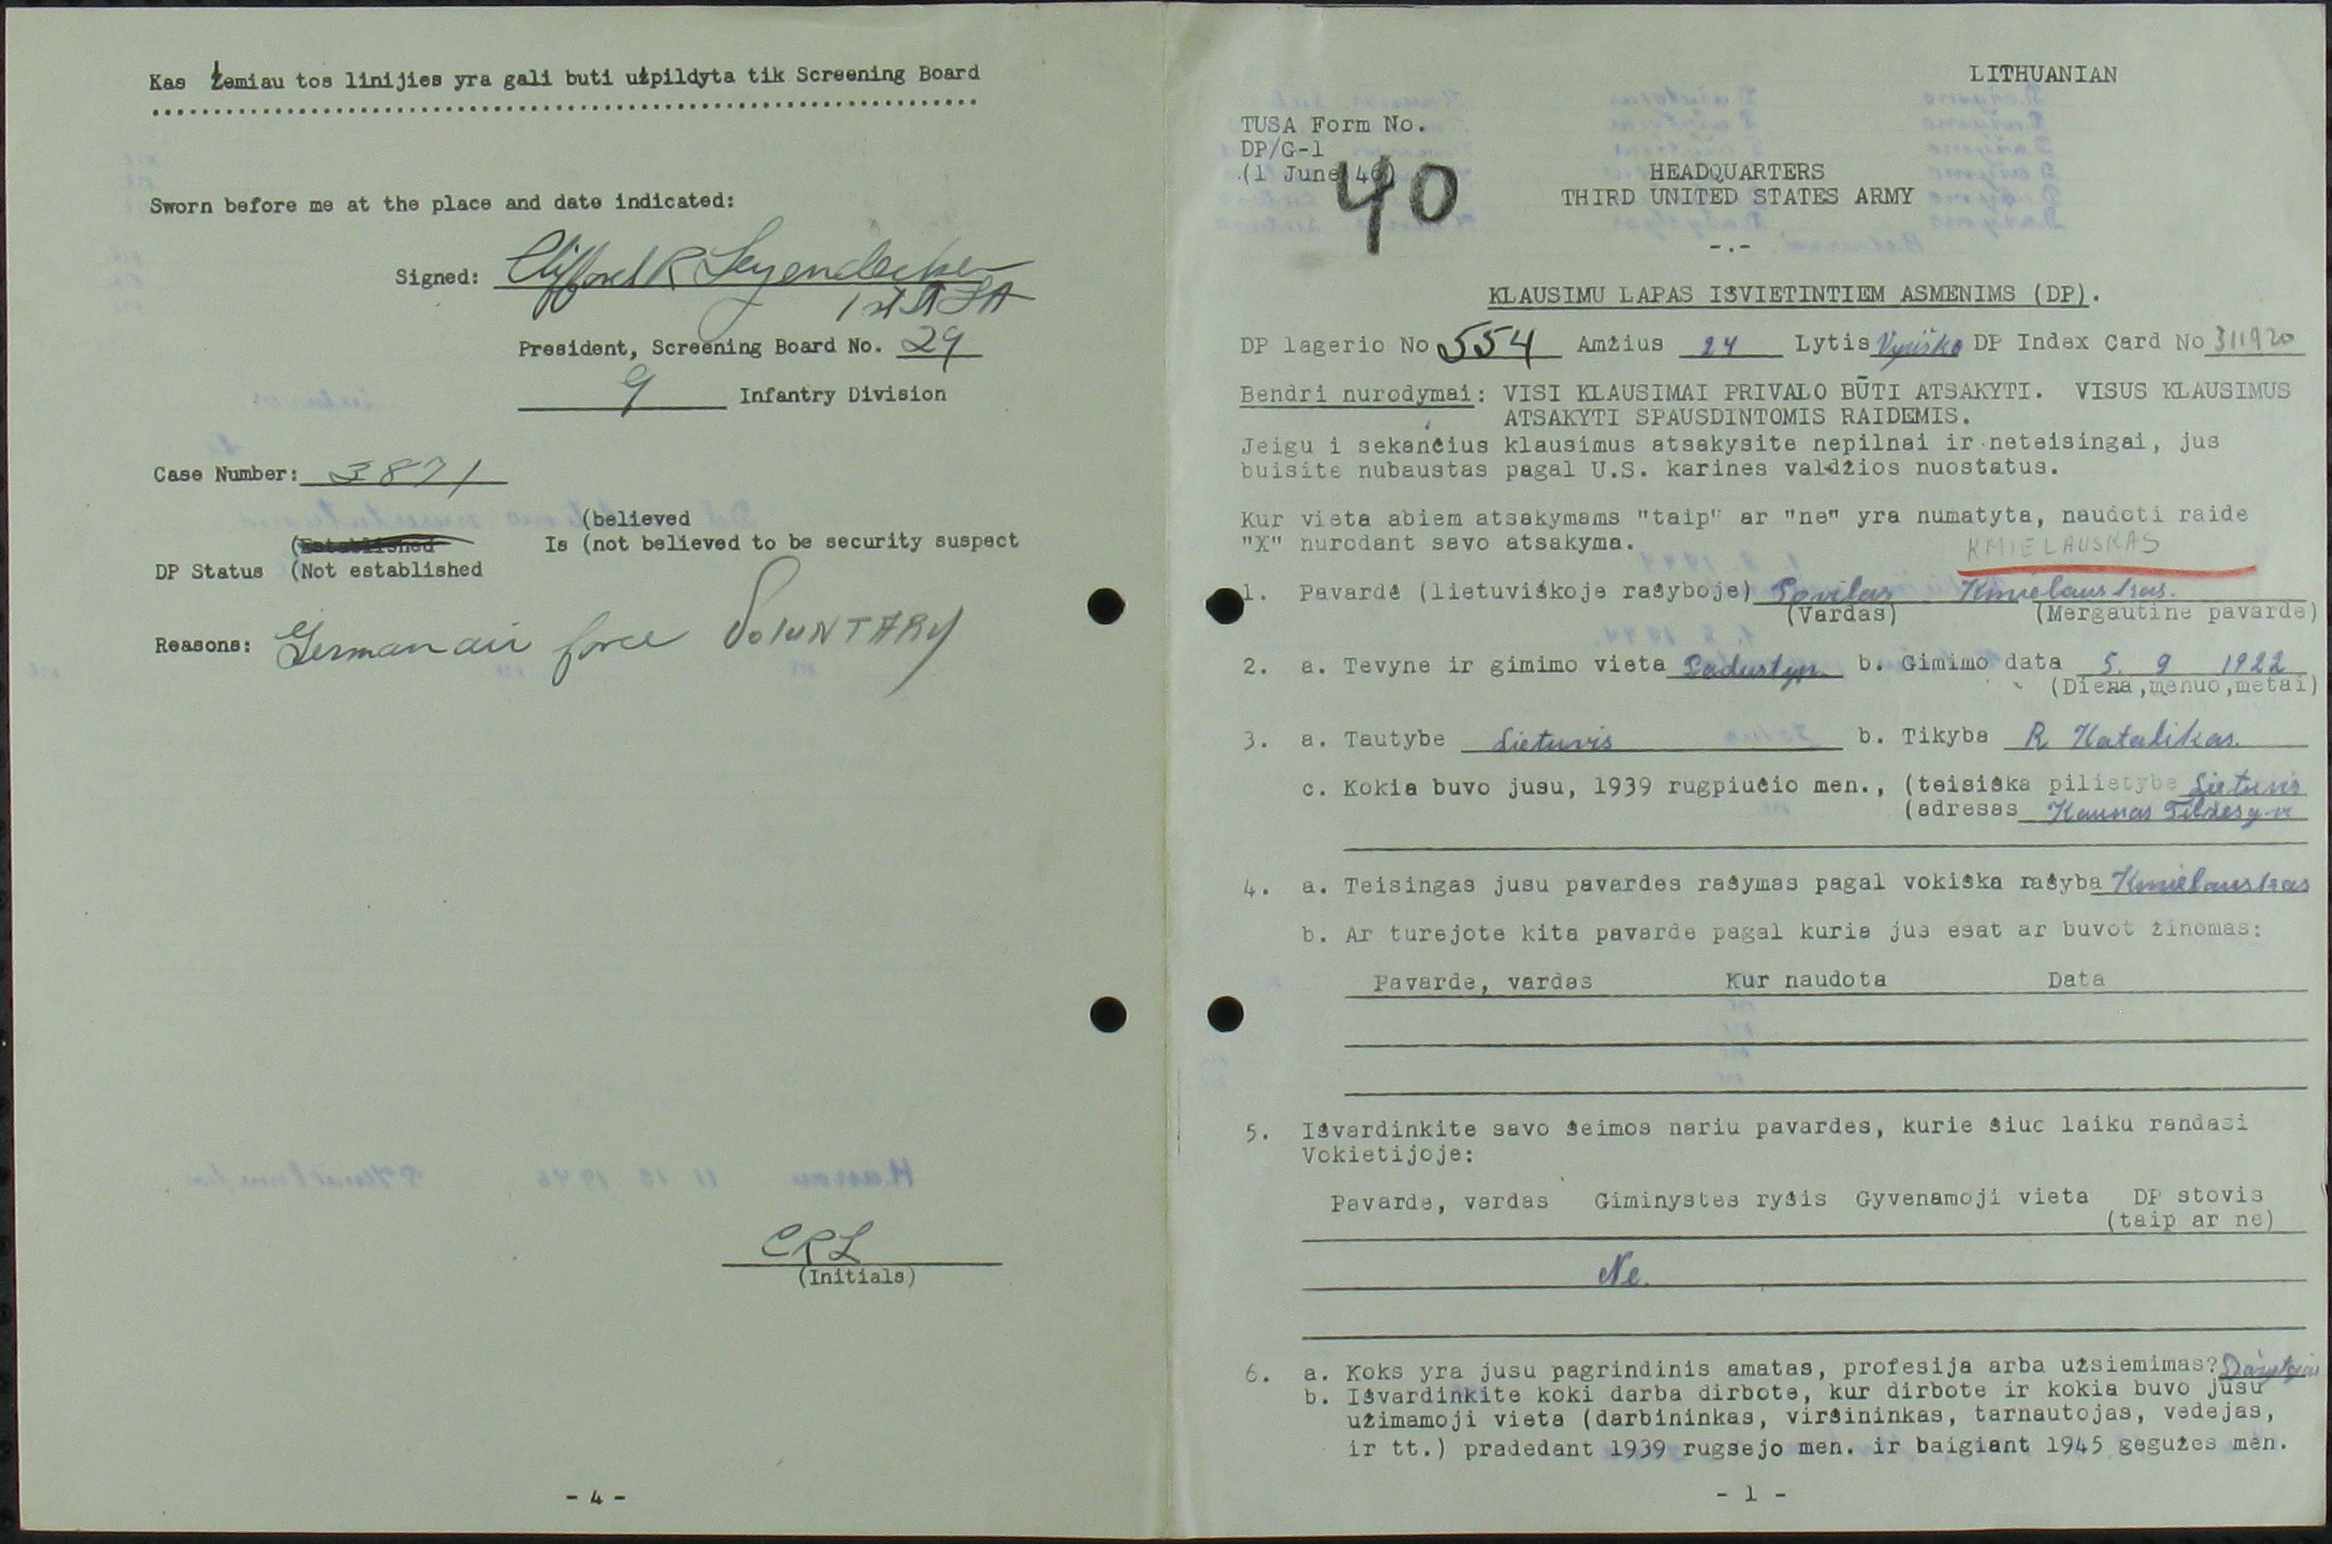 Kas žemiau tos linijies yra gali buti užpildyta tik Screening Board
Sworn before me at the place and date indicated:
Signed: Clifford R Leyendecker
1st Lt FA
President, Screening Board No. 29
9 Infantry Division
Case Number: 3871
(believed
(Established Is (not believed to be security suspect
DP Status (Not established
Reasons: German air force VOLUNTARY
CRL
(Initials)
- 4 -
LITHUANIAN
TUSA Form No.
DP/G-1
(1 June 46)
40
HEADQUARTERS
THIRD UNITED STATES ARMY
-.-
KLAUSIMU LAPAS IŠVIETINTIEM ASMENIMS (DP).
DP lagerio No 554 Amžius 24 Lytis Vyriška DP Index Card No 311920
Bendri nurodymai: VISI KLAUSIMAI PRIVALO BŪTI ATSAKYTI. VISUS KLAUSIMUS
ATSAKYTI SPAUSDINTOMIS RAIDEMIS.
Jeigu i sekančius klausimus atsakysite nepilnai ir neteisingai, jus
buisite nubaustas pagal U.S. karines valdžios nuostatus.
Kur vieta abiem atsakymams "taip" ar "ne" yra numatyta, naudoti raide
"X" nurodant savo atsakyma.
KMIELAUSKAS
1. Pavardė (lietuviškoje rašyboje) Povilas Kmielauskas.
(Vardas) (Mergautine pavarde)
2. a. Tevyne ir gimimo vieta b. Gimimo data 5. 9 1922
(Diena,menuo,metai)
3. a. Tautybe Lietuvis b. Tikyba R Katalikas.
c. Kokia buvo jusu, 1939 rugpiučio men., (teisiška pilietybe Lietuvis
(adresas Kaunas
4. a. Teisingas jusu pavardes rašymas pagal vokiška rašyba Kmielauskas
b. Ar turejote kita pavarde pagal kuria jus esat ar buvot žinomas:
Pavarde, vardas Kur naudota Data
5. Išvardinkite savo šeimos nariu pavardes, kurie šiuc laiku randasi
Vokietijoje:
Pavarde, vardas Giminystes ryšis Gyvenamoji vieta DP stovis
(taip ar ne)
Ne.
6. a. Koks yra jusu pagrindinis amatas, profesija arba užsiemimas?
b. Išvardinkite koki darba dirbote, kur dirbote ir kokia buvo jusu
užimamoji vieta (darbininkas, viršininkas, tarnautojas, vedejas,
ir tt.) pradedant 1939 rugsejo men. ir baigiant 1945 gegužes men.
- 1 -